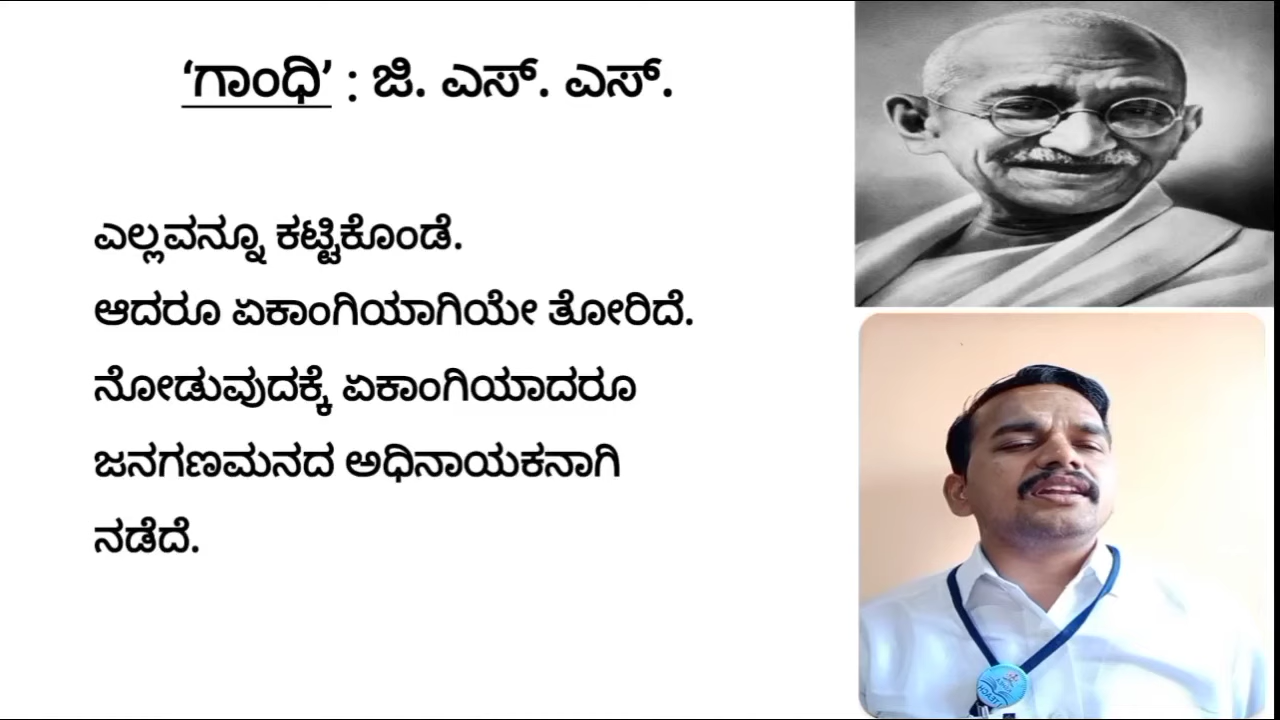 ‘ಗಾಂಧಿ’ : ಜಿ. ಎಸ್. ಎಸ್.
ಎಲ್ಲವನ್ನೂ ಕಟ್ಟಿಕೊಂಡೆ.
ಆದರೂ ಏಕಾಂಗಿಯಾಗಿಯೇ ತೋರಿದೆ.
ನೋಡುವುದಕ್ಕೆ ಏಕಾಂಗಿಯಾದರೂ
ಜನಗಣಮನದ ಅಧಿನಾಯಕನಾಗಿ
ನಡೆದೆ.